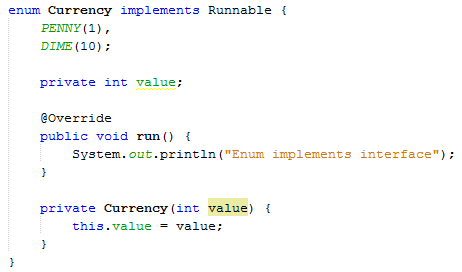 enum Currency implements Runnable {
    PENNY(1),
    DIME(10);

    private int value;

    @Override
    public void run() {
        System.out.println("Enum implements interface");
    }

    private Currency(int value) {
        this.value = value;
    }
}